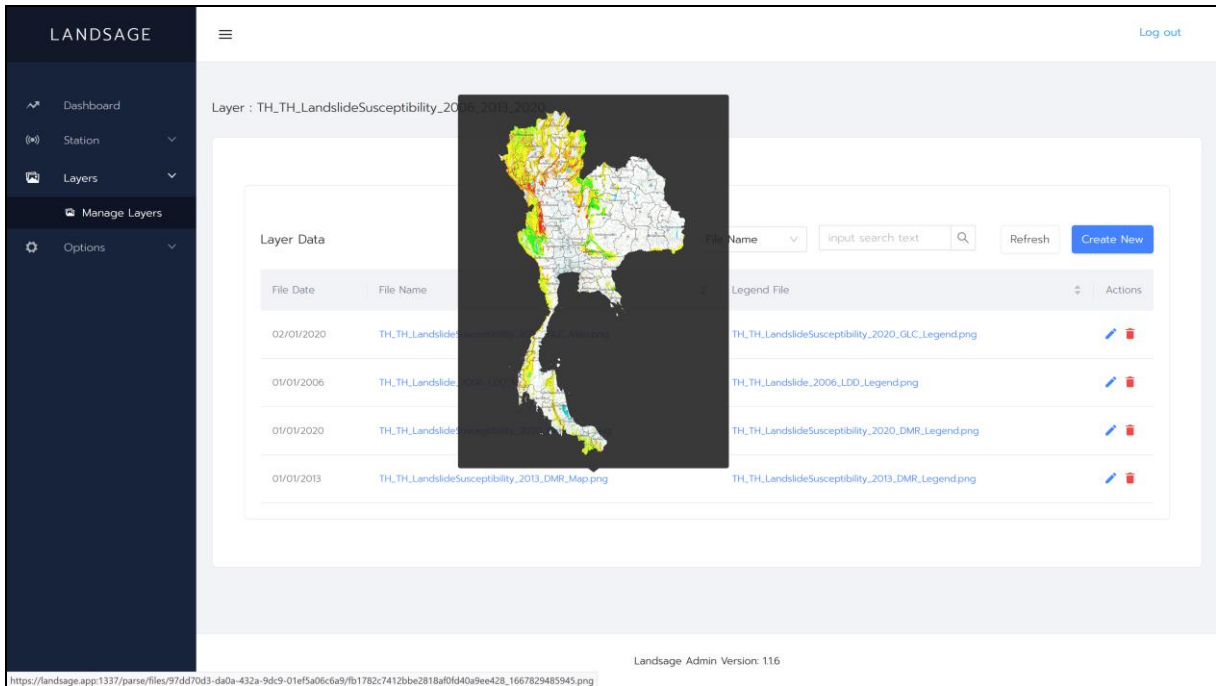 LANDSAGE
Log out
Dashboard
Station
Layers
Manage Layers
Options
Layer : TH_TH_LandslideSusceptibility_2006_2013_2020
Layer Data
File Name
input search text
Refresh
Create New
File Date
File Name
Legend File
Actions
02/01/2020
TH_TH_LandslideSusceptibility_
TH_TH_LandslideSusceptibility_2020_GLC_Legend.png
01/01/2006
TH_TH_Landslide_2006_LDD_
TH_TH_Landslide_2006_LDD_Legend.png
01/01/2020
TH_TH_LandslideSusceptibility_
TH_TH_LandslideSusceptibility_2020_DMR_Legend.png
01/01/2013
TH_TH_LandslideSusceptibility_2013_DMR_Map.png
TH_TH_LandslideSusceptibility_2013_DMR_Legend.png
Landsage Admin Version: 1.1.6
https://landsage.app:1337/parse/files/97dd70d3-da0a-432a-9dc9-01ef5a06c6a9/fb1782c7412bbe2818af0fd40a9ee428_1667829485945.png